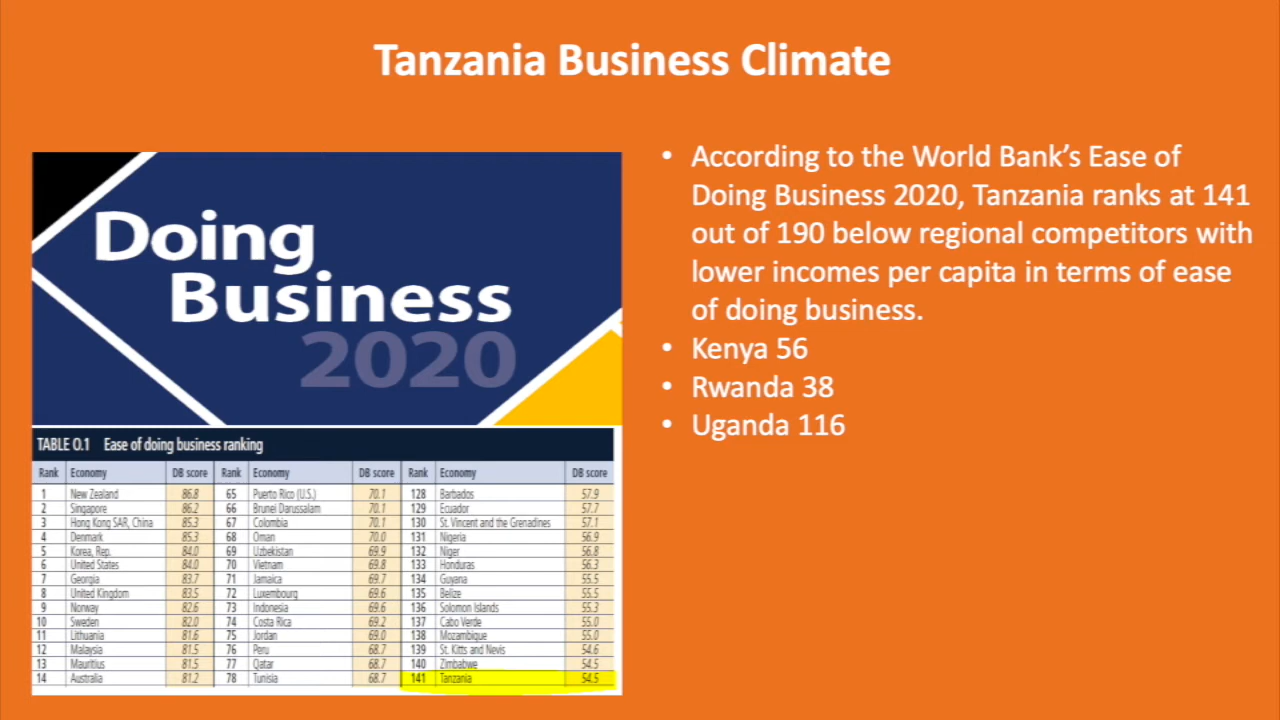 Tanzania Business Climate
Doing
Business
2020
TABLE O.1 Ease of doing business ranking
Rank Economy DB score Rank Economy DB score Rank Economy DB score
1 New Zealand 86.8 65 Puerto Rico (U.S.) 70.1 128 Barbados 57.9
2 Singapore 86.2 66 Brunei Darussalam 70.1 129 Ecuador 57.7
3 Hong Kong SAR, China 85.3 67 Colombia 70.1 130 St. Vincent and the Grenadines 57.1
4 Denmark 85.3 68 Oman 70.0 131 Nigeria 56.9
5 Korea, Rep. 84.0 69 Uzbekistan 69.9 132 Niger 56.8
6 United States 84.0 70 Vietnam 69.8 133 Honduras 56.3
7 Georgia 83.7 71 Jamaica 69.7 134 Guyana 55.5
8 United Kingdom 83.5 72 Luxembourg 69.6 135 Belize 55.5
9 Norway 82.6 73 Indonesia 69.6 136 Solomon Islands 55.3
10 Sweden 82.0 74 Costa Rica 69.2 137 Cabo Verde 55.0
11 Lithuania 81.6 75 Jordan 69.0 138 Mozambique 55.0
12 Malaysia 81.5 76 Peru 68.7 139 St. Kitts and Nevis 54.6
13 Mauritius 81.5 77 Qatar 68.7 140 Zimbabwe 54.5
14 Australia 81.2 78 Tunisia 68.7 141 Tanzania 54.5
• According to the World Bank’s Ease of
Doing Business 2020, Tanzania ranks at 141
out of 190 below regional competitors with
lower incomes per capita in terms of ease
of doing business.
• Kenya 56
• Rwanda 38
• Uganda 116